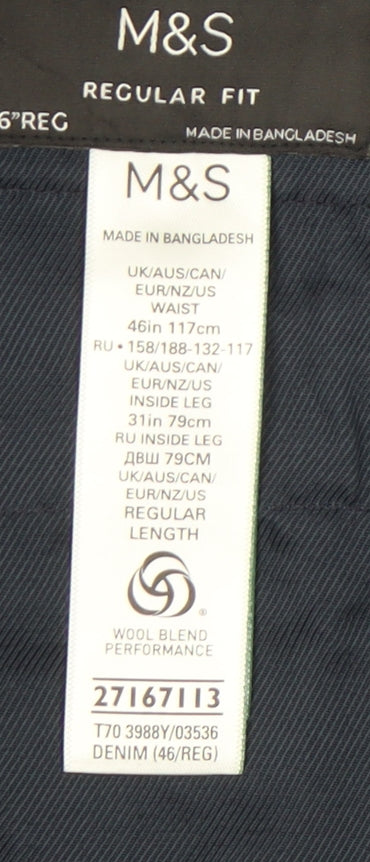 M&S
REGULAR FIT
6"REG
MADE IN BANGLADESH
M&S
MADE IN BANGLADESH
UK/AUS/CAN/
EUR/NZ/US
WAIST
46in 117cm
RU • 158/188-132-117
UK/AUS/CAN/
EUR/NZ/US
INSIDE LEG
31in 79cm
RU INSIDE LEG
ДВШ 79CM
UK/AUS/CAN/
EUR/NZ/US
REGULAR
LENGTH
®
WOOL BLEND
PERFORMANCE
27167113
T70 3988Y/03536
DENIM (46/REG)